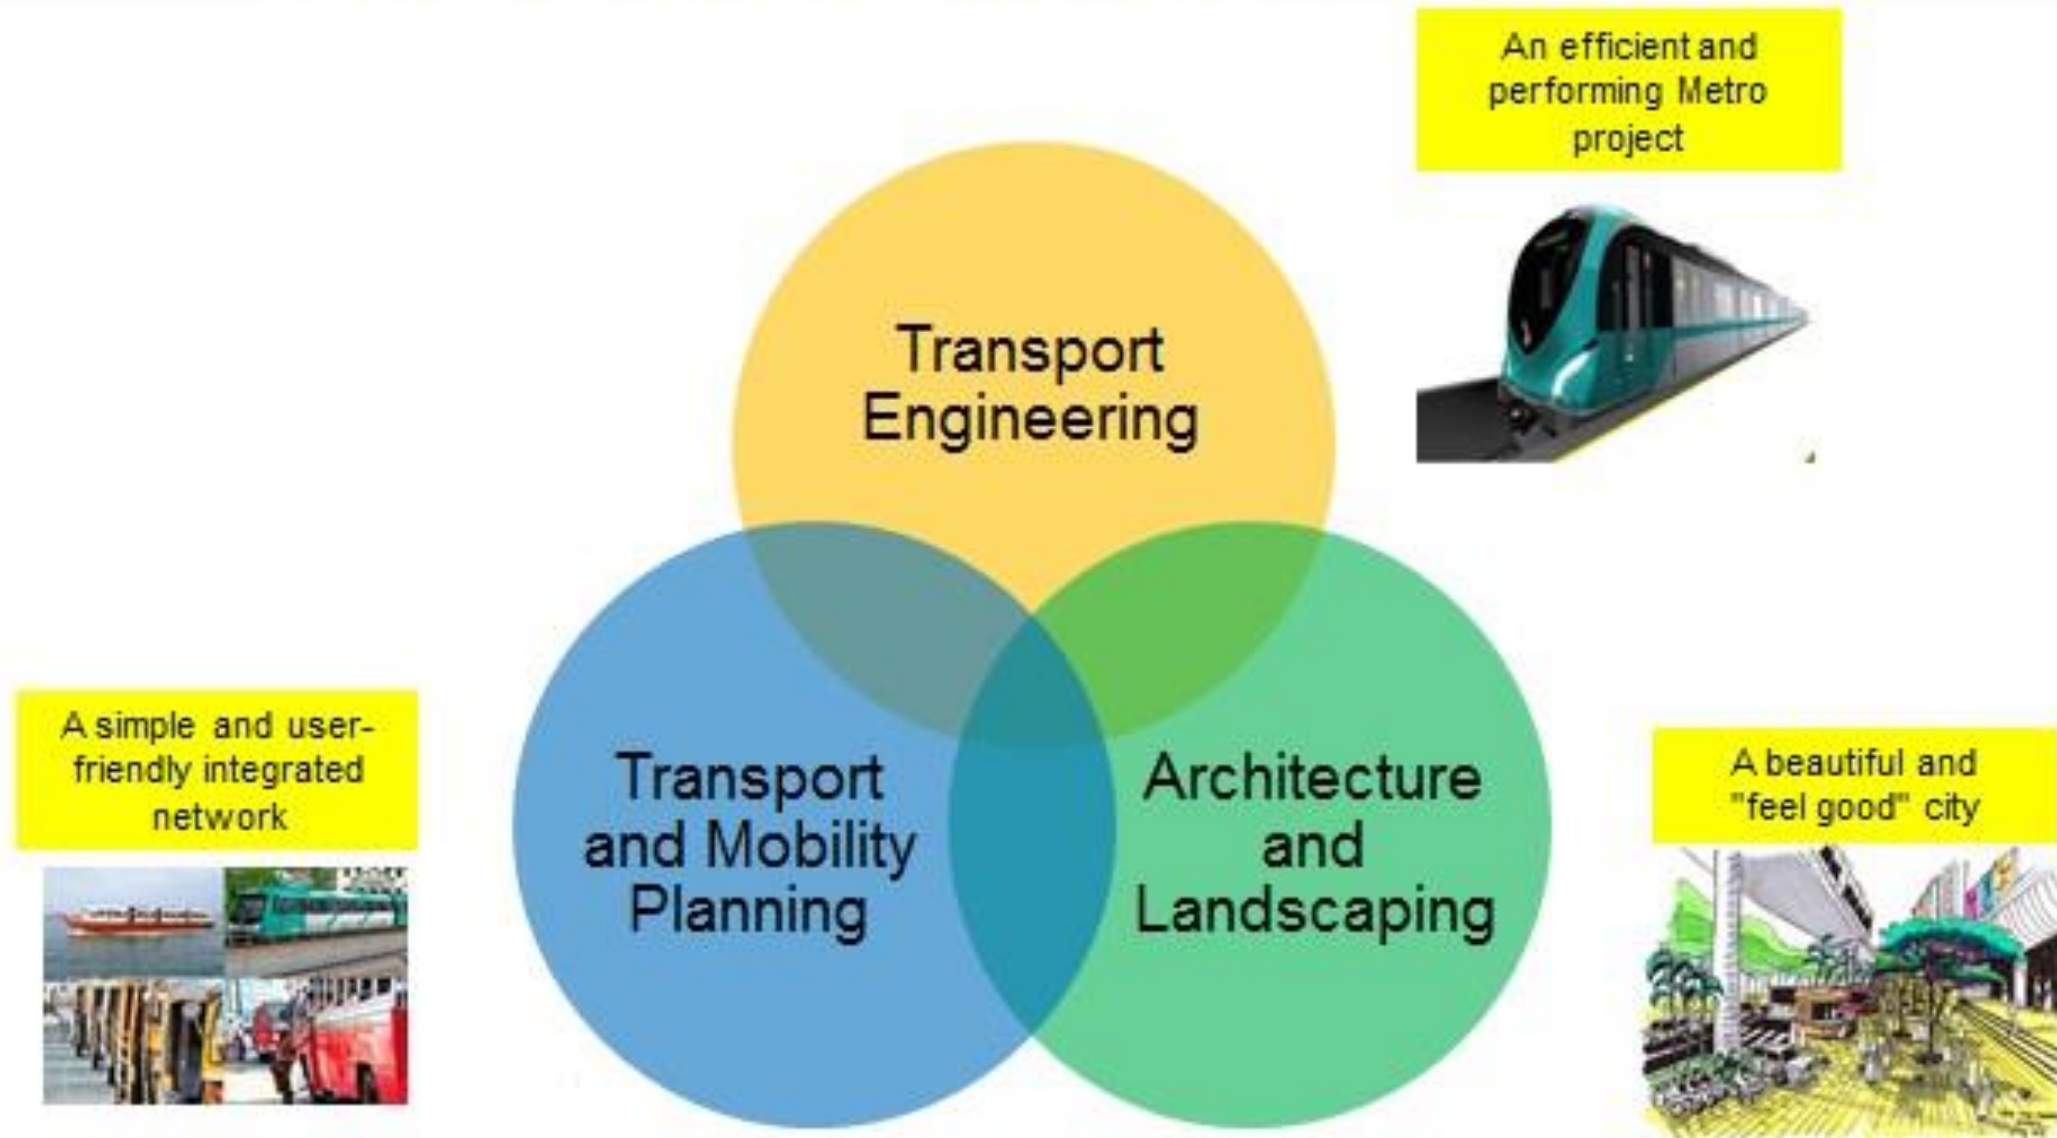 An efficient and
performing Metro
project
Transport
Engineering
A simple and user-
friendly integrated
network
Transport
and Mobility
Planning
Architecture
and
Landscaping
A beautiful and
"feel good" city